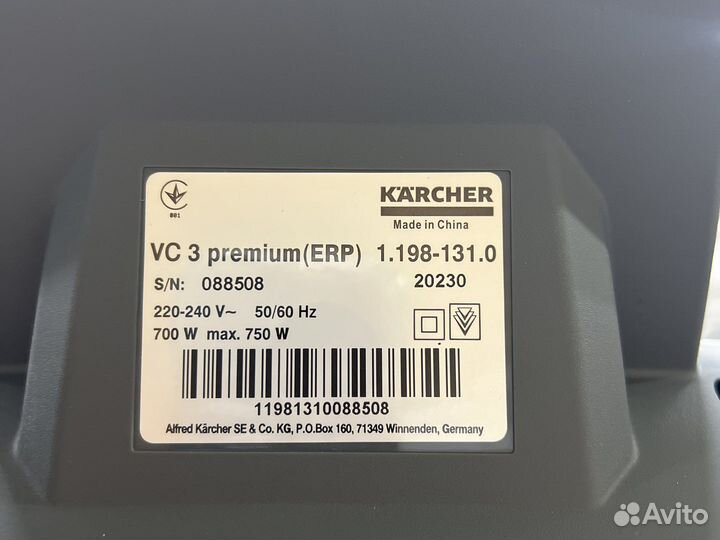 001
KÄRCHER
Made in China
VC 3 premium(ERP) 1.198-131.0
S/N: 088508 20230
220-240 V~ 50/60 Hz
700 W max. 750 W
11981310088508
Alfred Kärcher SE & Co. KG, P.O.Box 160, 71349 Winnenden, Germany
Avito